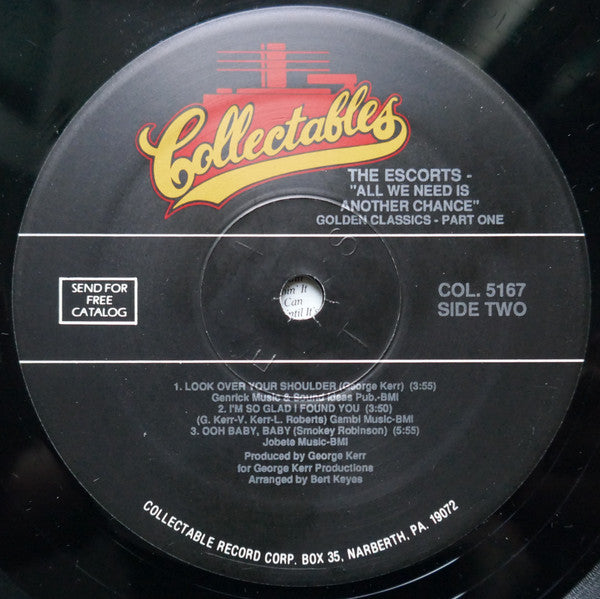 Collectables
THE ESCORTS -
"ALL WE NEED IS
ANOTHER CHANCE"
GOLDEN CLASSICS - PART ONE
SEND FOR
FREE
CATALOG
COL. 5167
SIDE TWO
It
Can
1. LOOK OVER YOUR SHOULDER (George Kerr) (3:55)
Genrick Music & Sound Ideas Pub.-BMI
2. I'M SO GLAD I FOUND YOU (3:50)
(G. Kerr-V. Kerr-L. Roberts) Gambi Music-BMI
3. OOH BABY, BABY (Smokey Robinson) (5:55)
Jobete Music-BMI
Produced by George Kerr
for George Kerr Productions
Arranged by Bert Keyes
COLLECTABLE RECORD CORP. BOX 35, NARBERTH, PA. 19072